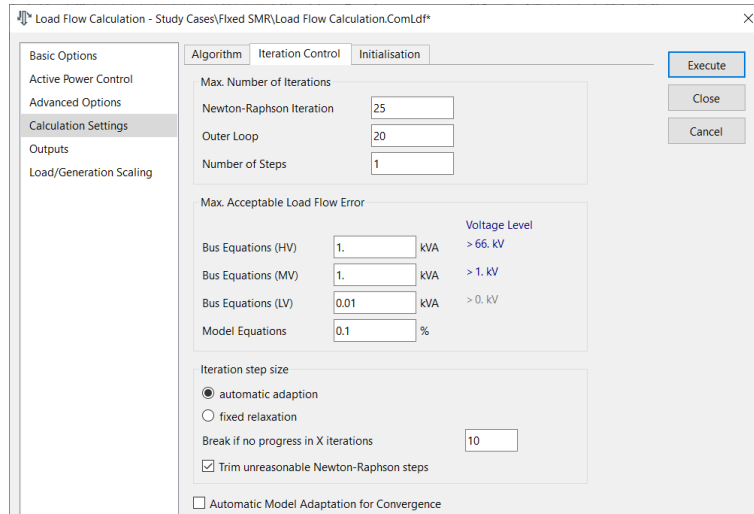 Load Flow Calculation - Study Cases\FIxed SMR\Load Flow Calculation.ComLdf*
Basic Options
Active Power Control
Advanced Options
Calculation Settings
Outputs
Load/Generation Scaling
Algorithm Iteration Control Initialisation
Max. Number of Iterations
Newton-Raphson Iteration 25
Outer Loop 20
Number of Steps 1
Max. Acceptable Load Flow Error
Voltage Level
Bus Equations (HV) 1. kVA > 66. kV
Bus Equations (MV) 1. kVA > 1. kV
Bus Equations (LV) 0.01 kVA > 0. kV
Model Equations 0.1 %
Iteration step size
automatic adaption
fixed relaxation
Break if no progress in X iterations 10
Trim unreasonable Newton-Raphson steps
Automatic Model Adaptation for Convergence
Execute
Close
Cancel